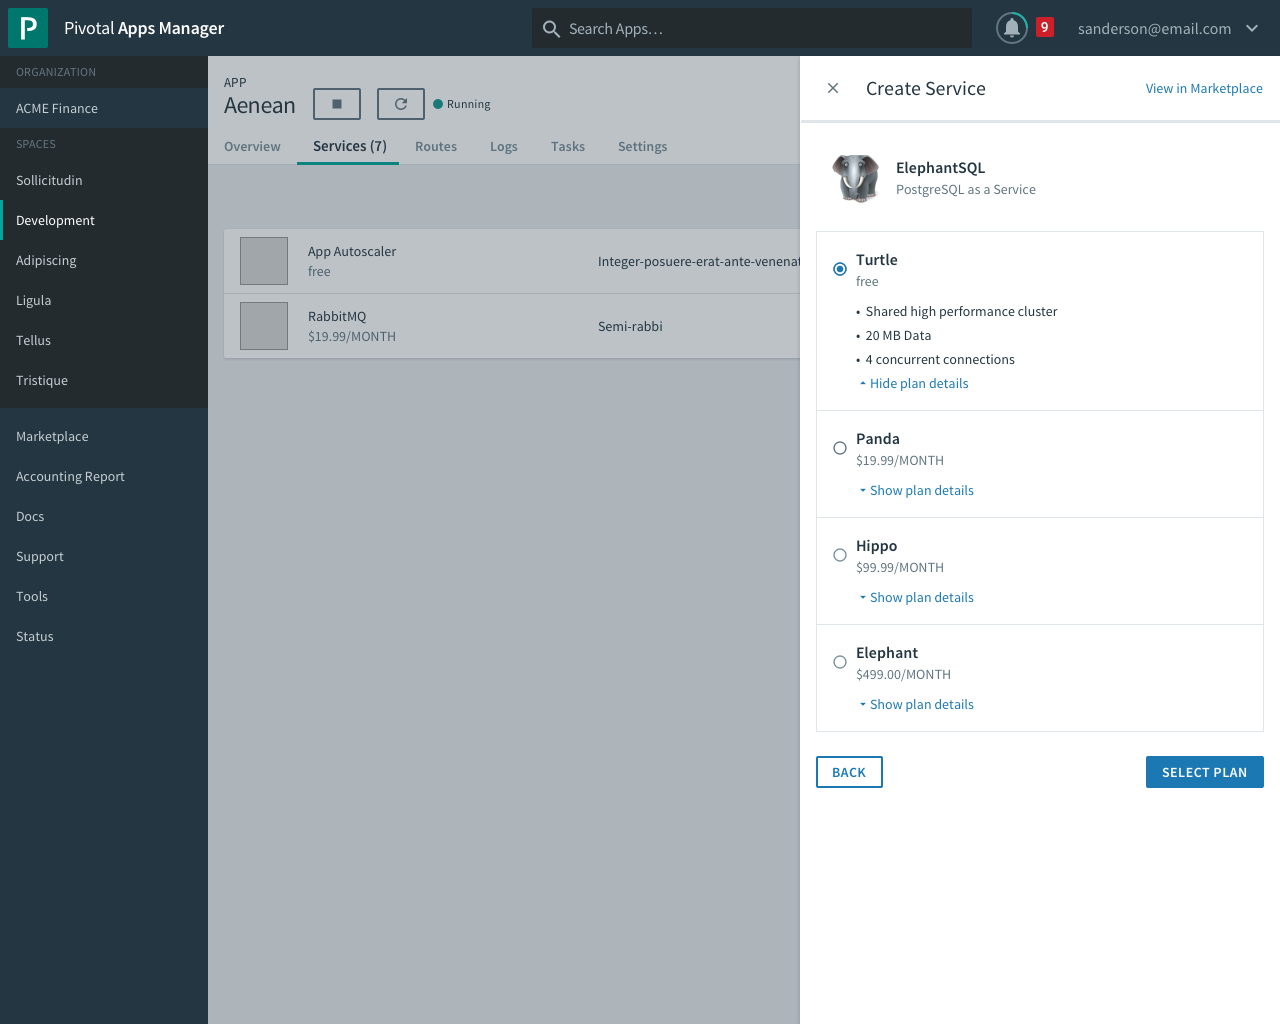 P
Pivotal Apps Manager
Search Apps…
9
sanderson@email.com
ORGANIZATION
ACME Finance
SPACES
Sollicitudin
Development
Adipiscing
Ligula
Tellus
Tristique
Marketplace
Accounting Report
Docs
Support
Tools
Status
APP
Aenean
Running
Overview
Services (7)
Routes
Logs
Tasks
Settings
App Autoscaler
free
Integer-posuere-erat-ante-venenat
RabbitMQ
$19.99/MONTH
Semi-rabbi
Create Service
View in Marketplace
ElephantSQL
PostgreSQL as a Service
Turtle
free
• Shared high performance cluster
• 20 MB Data
• 4 concurrent connections
Hide plan details
Panda
$19.99/MONTH
Show plan details
Hippo
$99.99/MONTH
Show plan details
Elephant
$499.00/MONTH
Show plan details
BACK
SELECT PLAN